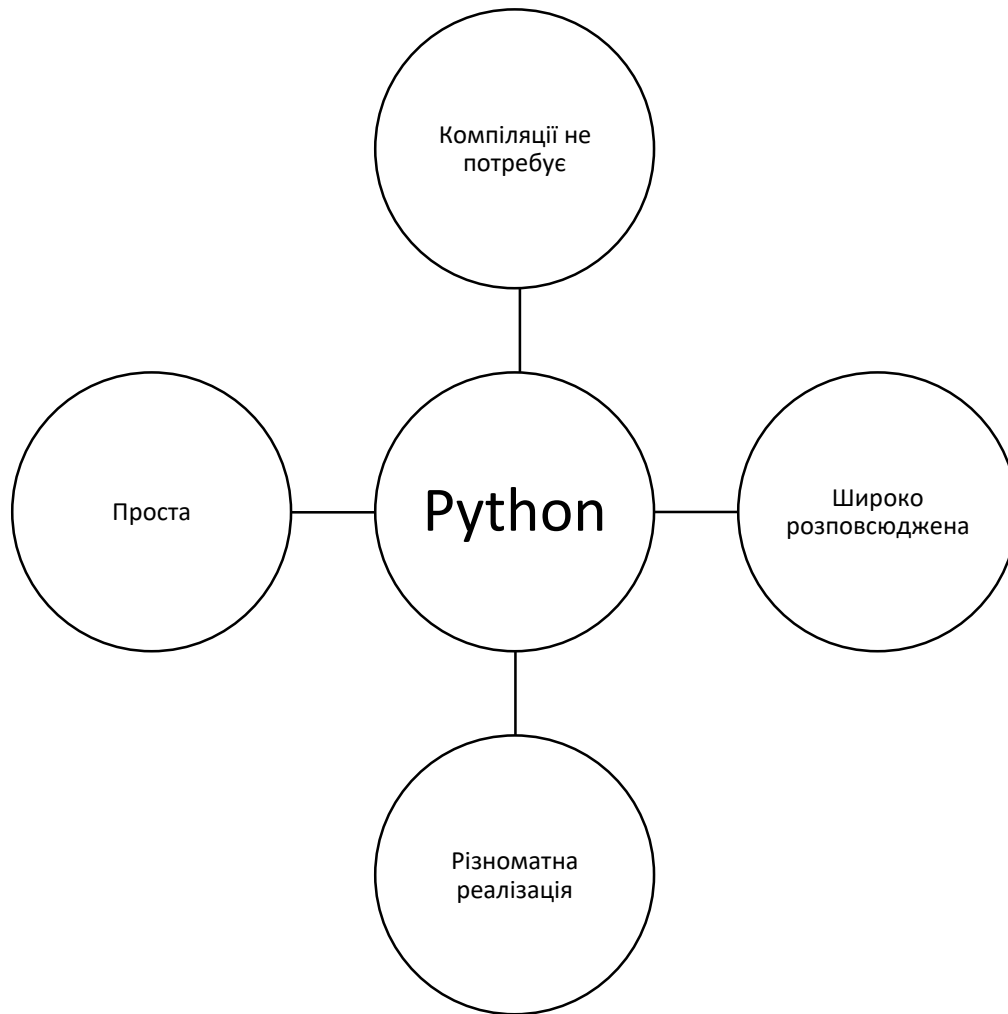 Компіляції не
потребує
Проста
Python
Широко
розповсюджена
Різноматна
реалізація